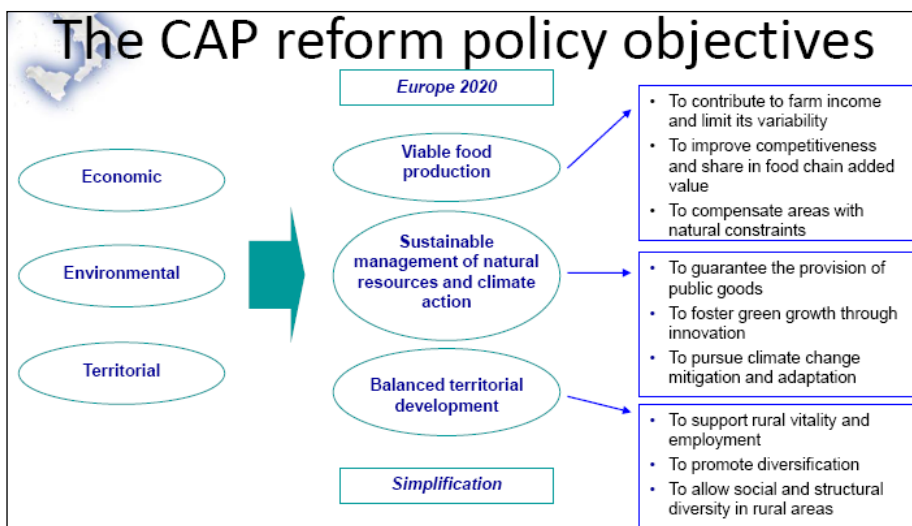 The CAP reform policy objectives
Europe 2020
Economic
Environmental
Territorial
Viable food
production
Sustainable
management of natural
resources and climate
action
Balanced territorial
development
Simplification
• To contribute to farm income
and limit its variability
• To improve competitiveness
and share in food chain added
value
• To compensate areas with
natural constraints
• To guarantee the provision of
public goods
• To foster green growth through
innovation
• To pursue climate change
mitigation and adaptation
• To support rural vitality and
employment
• To promote diversification
• To allow social and structural
diversity in rural areas